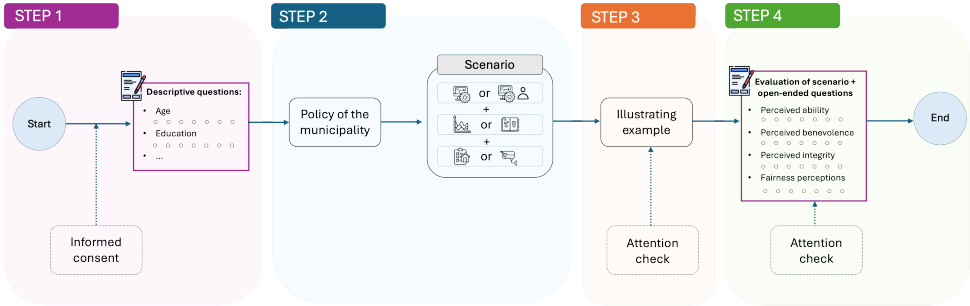 STEP 1
STEP 2
STEP 3
STEP 4
Start
Descriptive questions:
• Age
• Education
• ...
Informed
consent
Policy of the
municipality
Scenario
or
+
or
+
or
Illustrating
example
Attention
check
Evaluation of scenario +
open-ended questions
• Perceived ability
• Perceived benevolence
• Perceived integrity
• Fairness perceptions
Attention
check
End